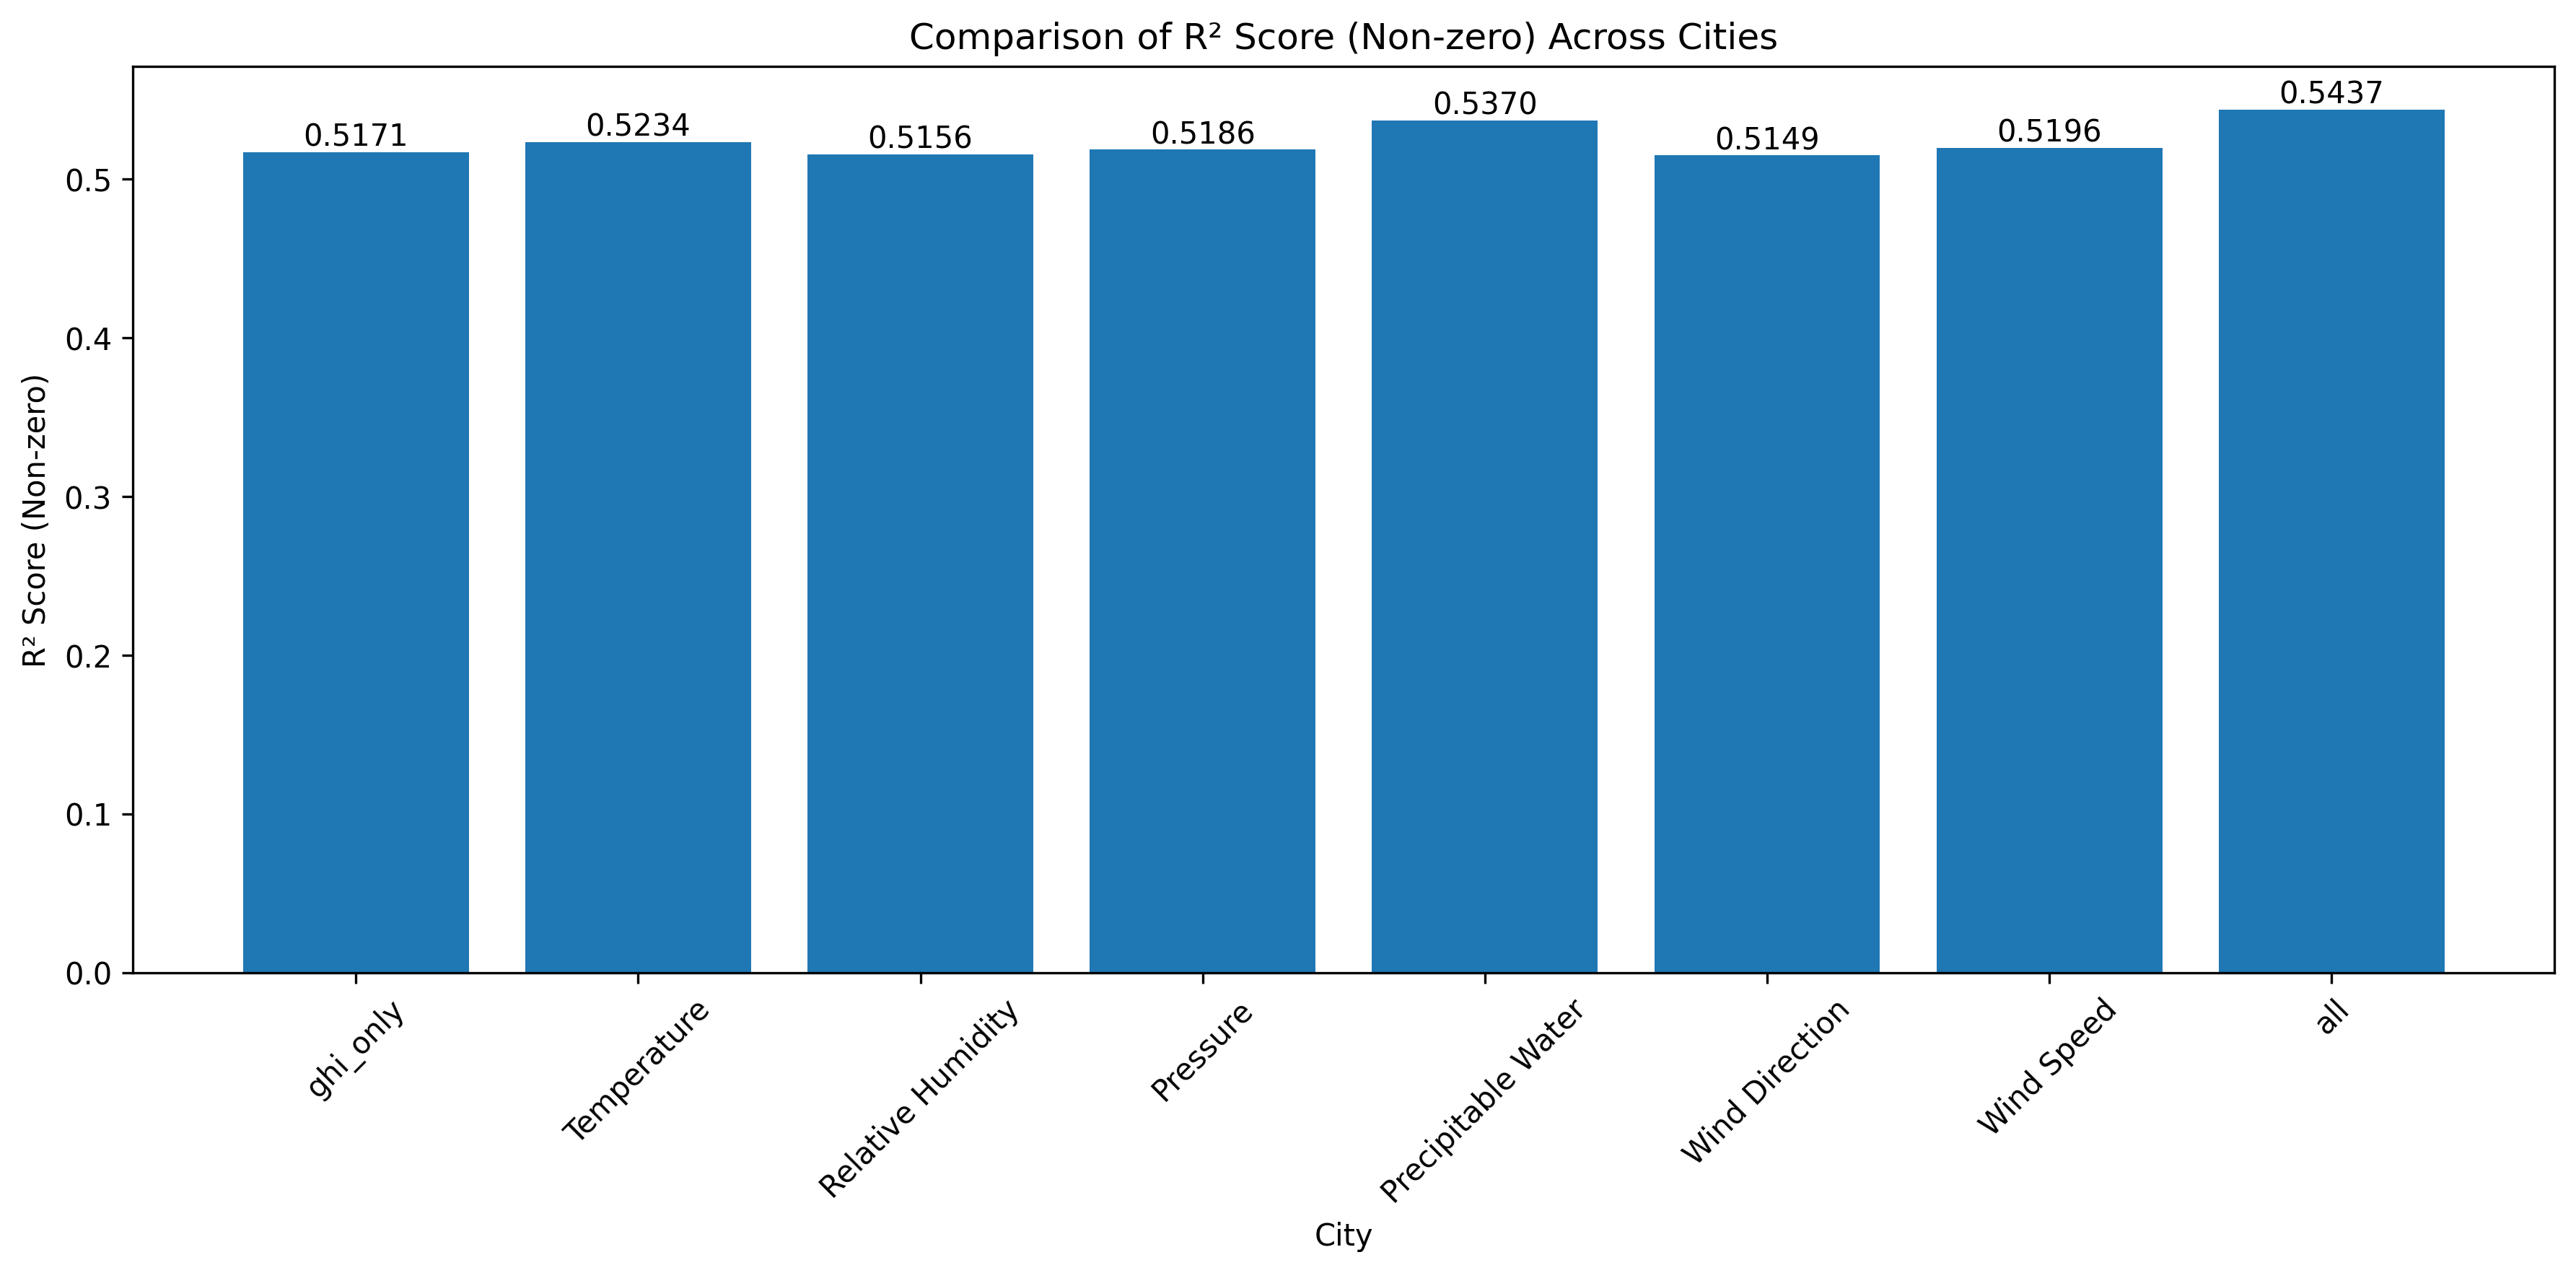 Comparison of R² Score (Non-zero) Across Cities
R² Score (Non-zero)
0.5
0.4
0.3
0.2
0.1
0.0
0.5171
0.5234
0.5156
0.5186
0.5370
0.5149
0.5196
0.5437
ghi_only
Temperature
Relative Humidity
Pressure
Precipitable Water
Wind Direction
Wind Speed
all
City